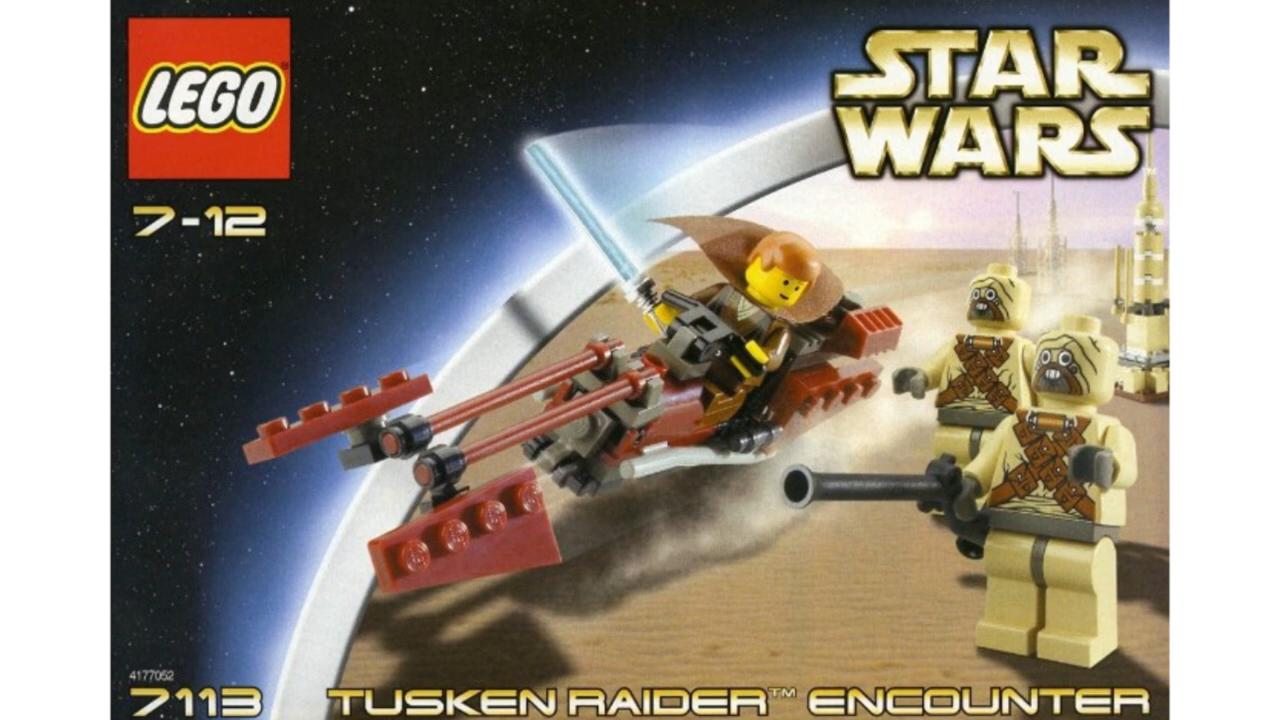 LEGO®
STAR
WARS
7-12
4177052
7113 TUSKEN RAIDER™ ENCOUNTER